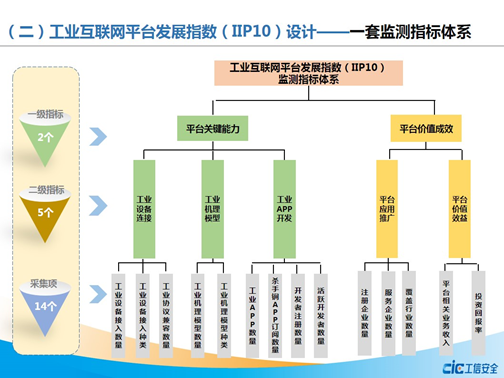 （二）工业互联网平台发展指数（IIP10）设计——一套监测指标体系
工业互联网平台发展指数（IIP10）
监测指标体系
一级指标
2个
二级指标
5个
采集项
14个
平台关键能力
平台价值成效
工业设备连接
工业机理模型
工业APP开发
平台应用推广
平台价值效益
工业设备接入数量
工业设备接入种类
工业协议兼容数量
工业机理模型数量
工业机理模型种类
工业APP数量
杀手锏APP订阅数量
开发者注册数量
活跃开发者数量
注册企业数量
服务企业数量
覆盖行业数量
平台相关业务收入
投资回报率
CIC工信安全